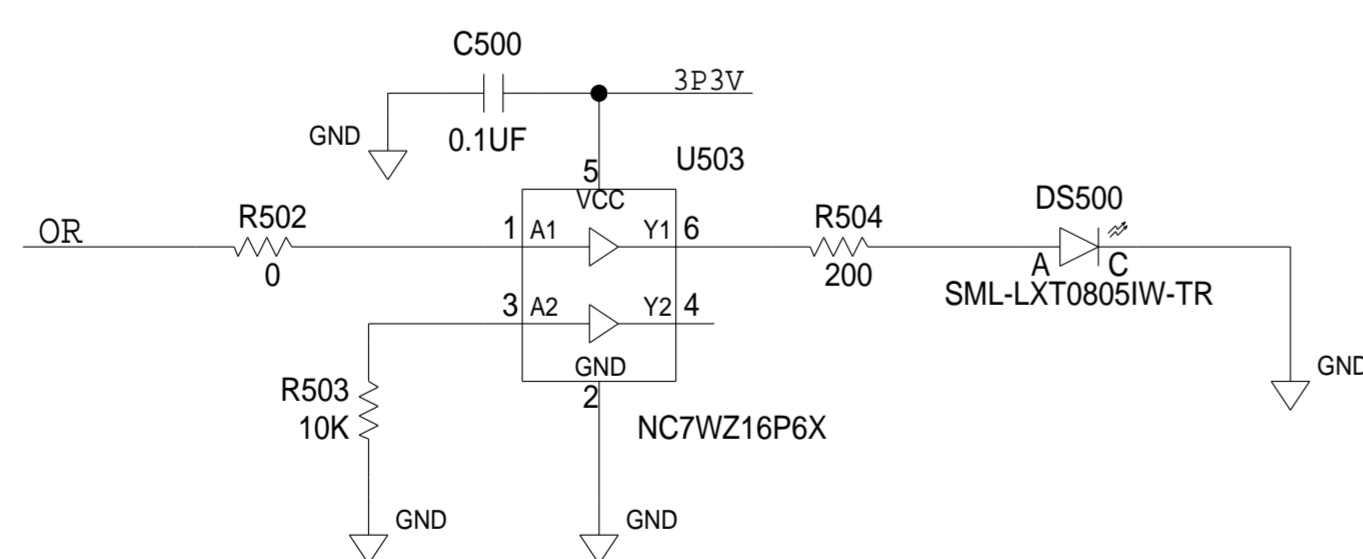 C500
3P3V
GND
0.1UF
U503
5
VCC
OR
R502
0
1
A1
Y1
6
R504
200
DS500
A
C
SML-LXT0805IW-TR
3
A2
Y2
4
GND
2
R503
10K
NC7WZ16P6X
GND
GND
GND